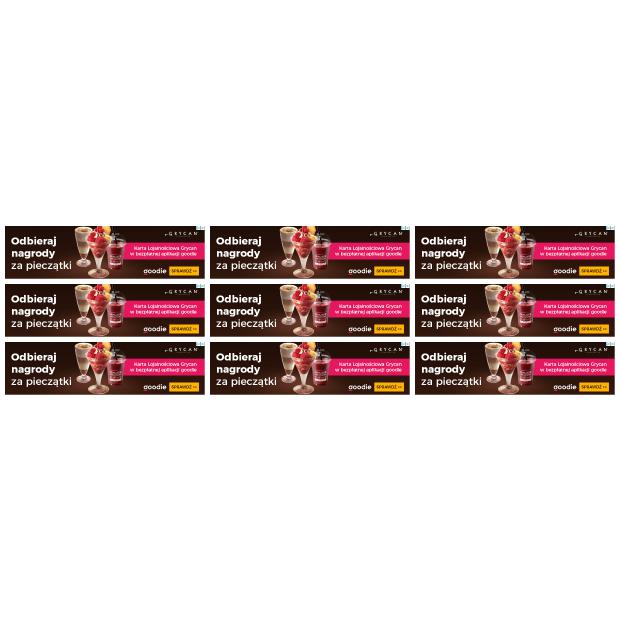 GRYCAN
Odbieraj
nagrody
za pieczątki
Karta Lojalnościowa Grycan
w bezpłatnej aplikacji goodie
goodie SPRAWDŹ >>
GRYCAN
Odbieraj
nagrody
za pieczątki
Karta Lojalnościowa Grycan
w bezpłatnej aplikacji goodie
goodie SPRAWDŹ >>
GRYCAN
Odbieraj
nagrody
za pieczątki
Karta Lojalnościowa Grycan
w bezpłatnej aplikacji goodie
goodie SPRAWDŹ >>
GRYCAN
Odbieraj
nagrody
za pieczątki
Karta Lojalnościowa Grycan
w bezpłatnej aplikacji goodie
goodie SPRAWDŹ >>
GRYCAN
Odbieraj
nagrody
za pieczątki
Karta Lojalnościowa Grycan
w bezpłatnej aplikacji goodie
goodie SPRAWDŹ >>
GRYCAN
Odbieraj
nagrody
za pieczątki
Karta Lojalnościowa Grycan
w bezpłatnej aplikacji goodie
goodie SPRAWDŹ >>
GRYCAN
Odbieraj
nagrody
za pieczątki
Karta Lojalnościowa Grycan
w bezpłatnej aplikacji goodie
goodie SPRAWDŹ >>
GRYCAN
Odbieraj
nagrody
za pieczątki
Karta Lojalnościowa Grycan
w bezpłatnej aplikacji goodie
goodie SPRAWDŹ >>
GRYCAN
Odbieraj
nagrody
za pieczątki
Karta Lojalnościowa Grycan
w bezpłatnej aplikacji goodie
goodie SPRAWDŹ >>